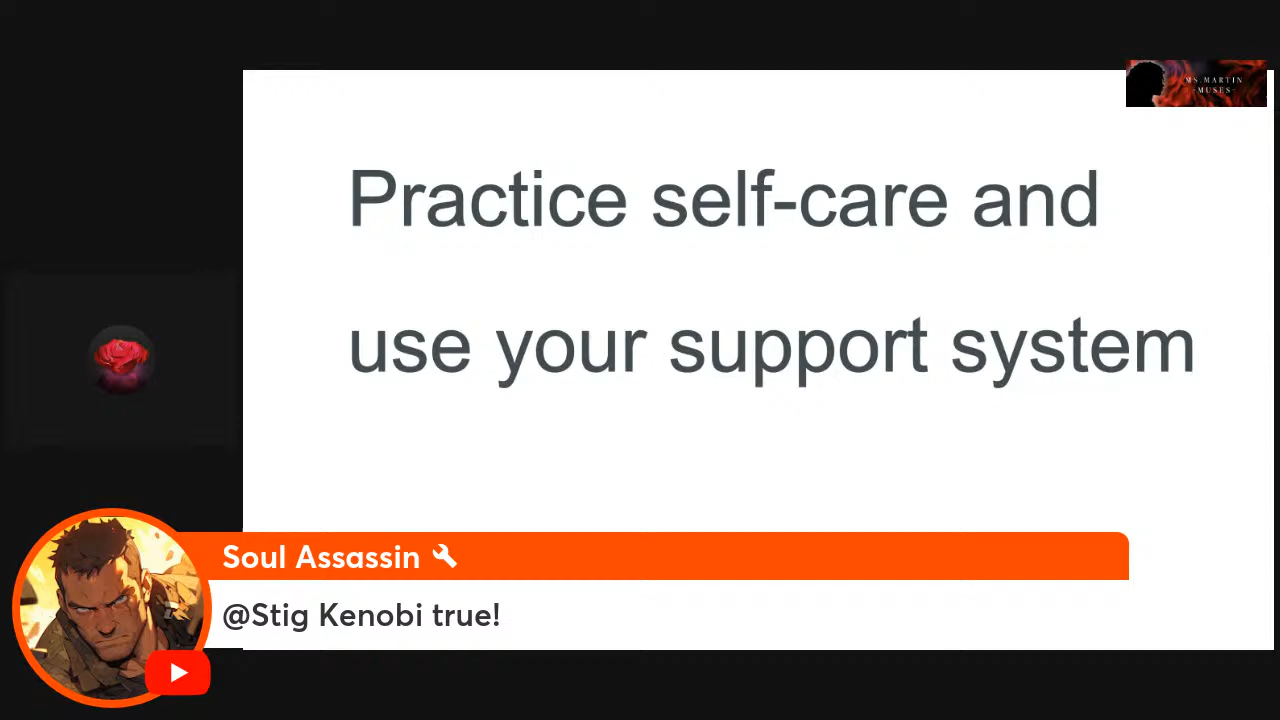 MS. MARTIN
-MUSES-
Practice self-care and
use your support system
Soul Assassin
@Stig Kenobi true!